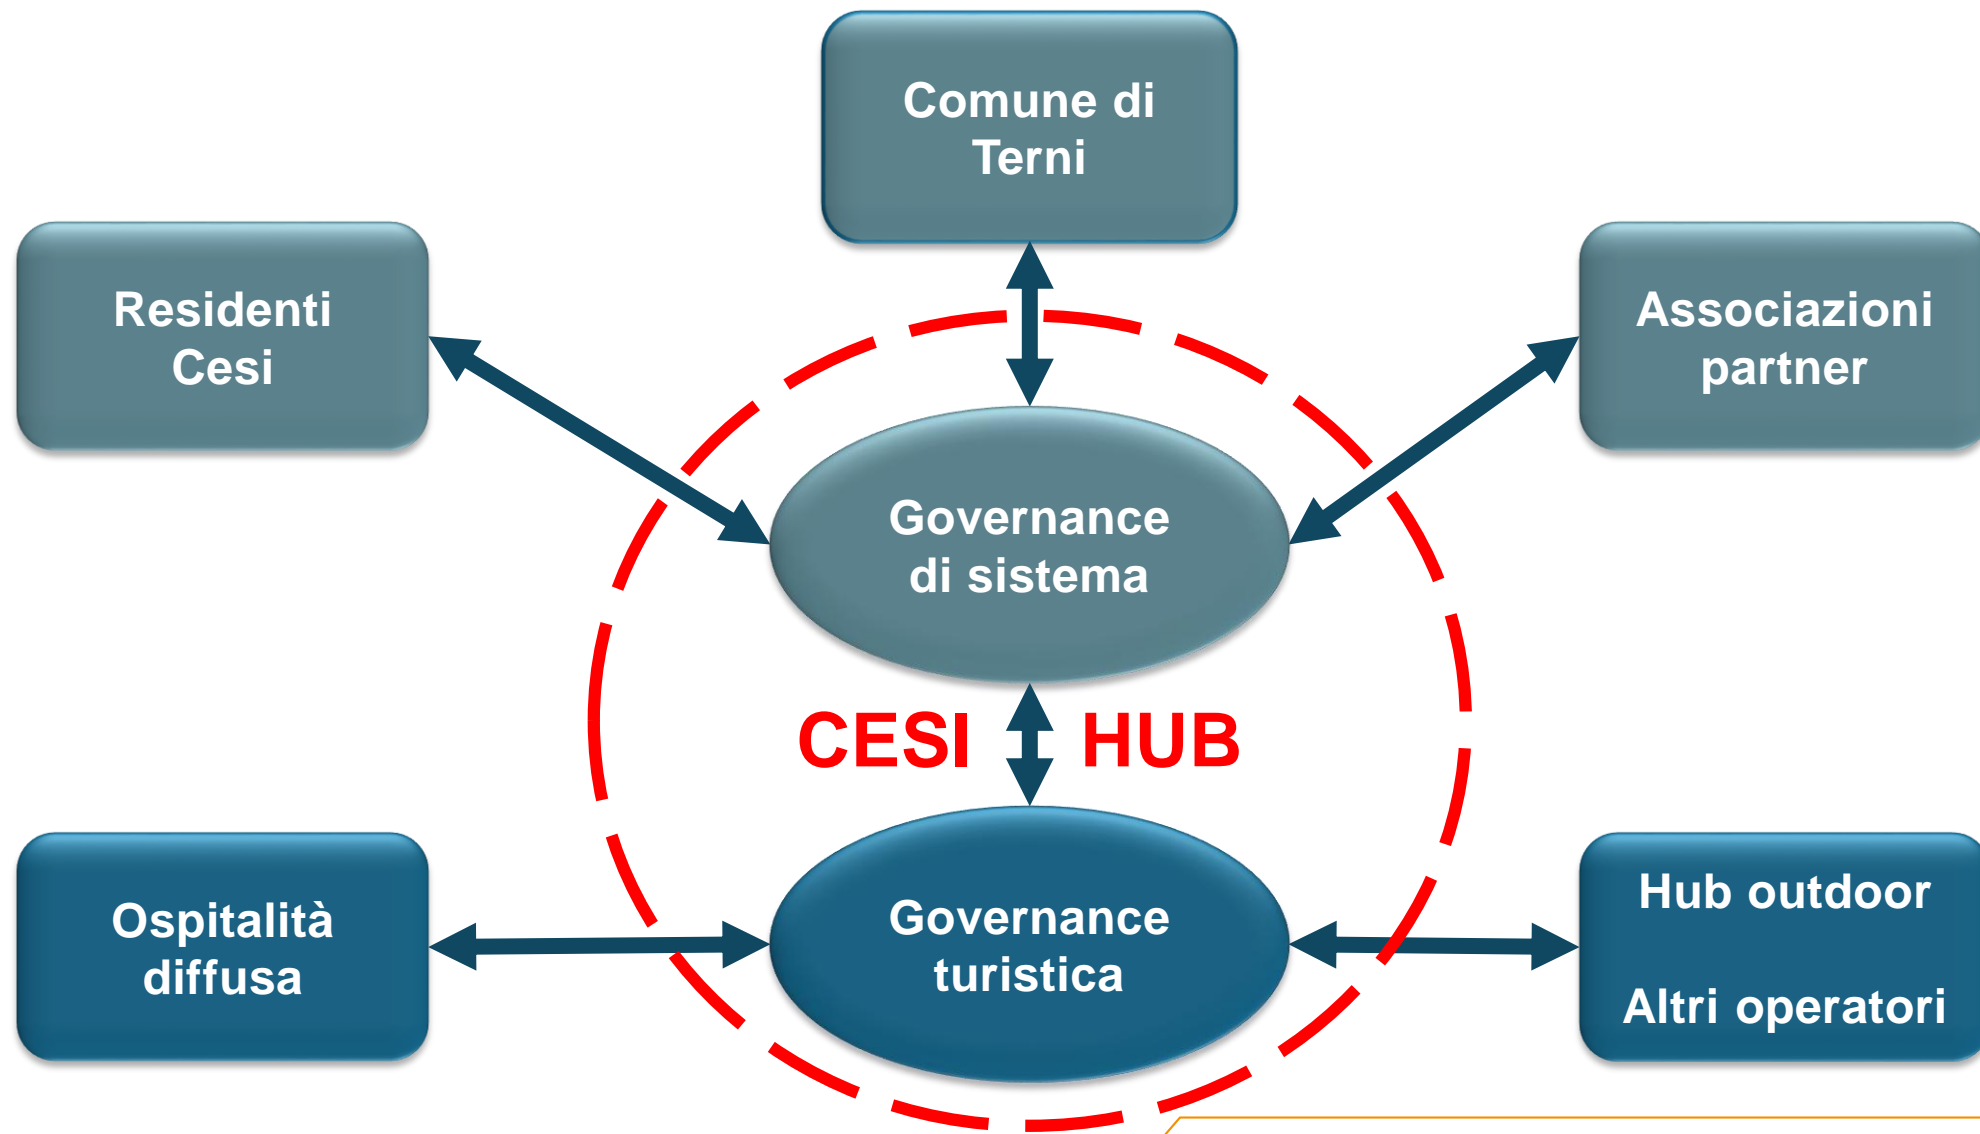 Comune di
Terni
Residenti
Cesi
Associazioni
partner
Governance
di sistema
CESI HUB
Ospitalità
diffusa
Governance
turistica
Hub outdoor
Altri operatori